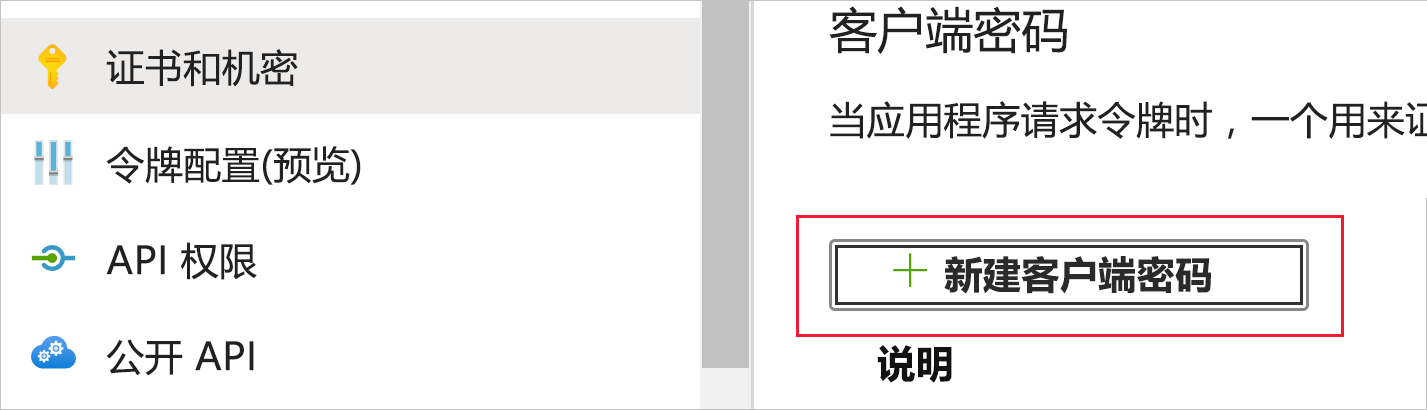 证书和机密
令牌配置(预览)
API 权限
公开 API
客户端密码
当应用程序请求令牌时，一个用来证
新建客户端密码
说明